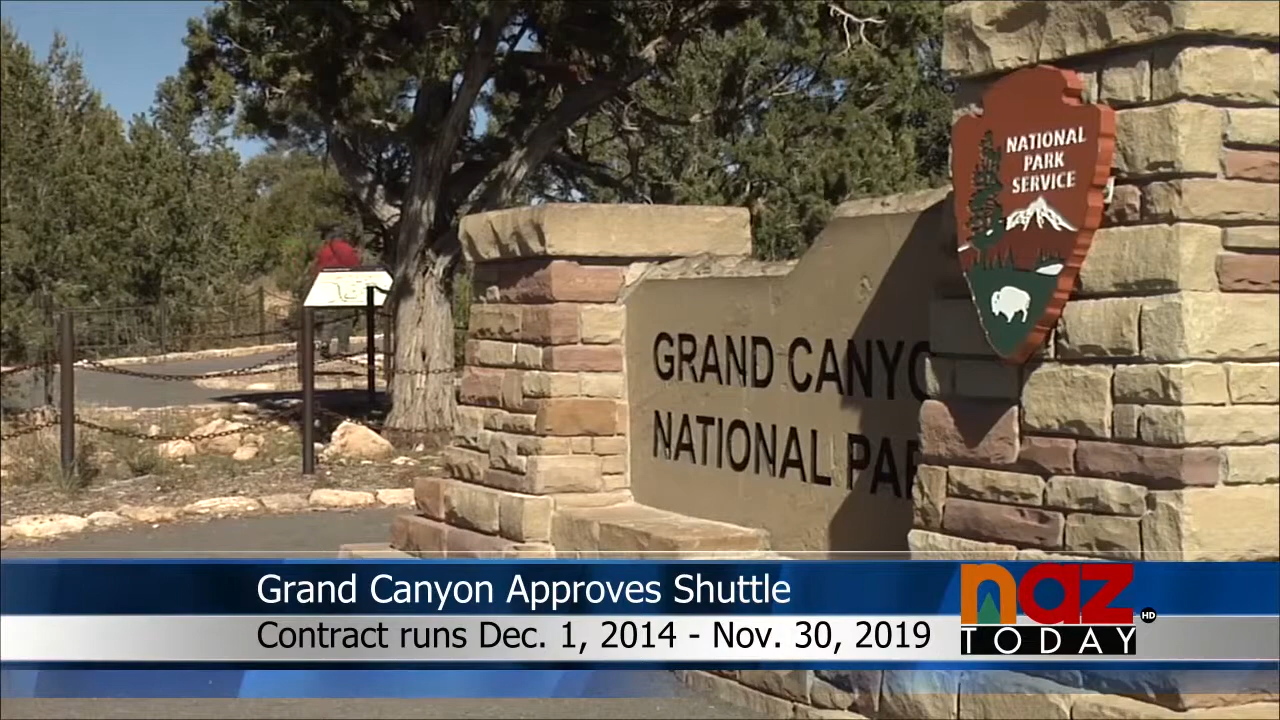 NATIONAL
PARK
SERVICE
GRAND CANYO
NATIONAL PAR
Grand Canyon Approves Shuttle
Contract runs Dec. 1, 2014 - Nov. 30, 2019
naz
HD
TODAY